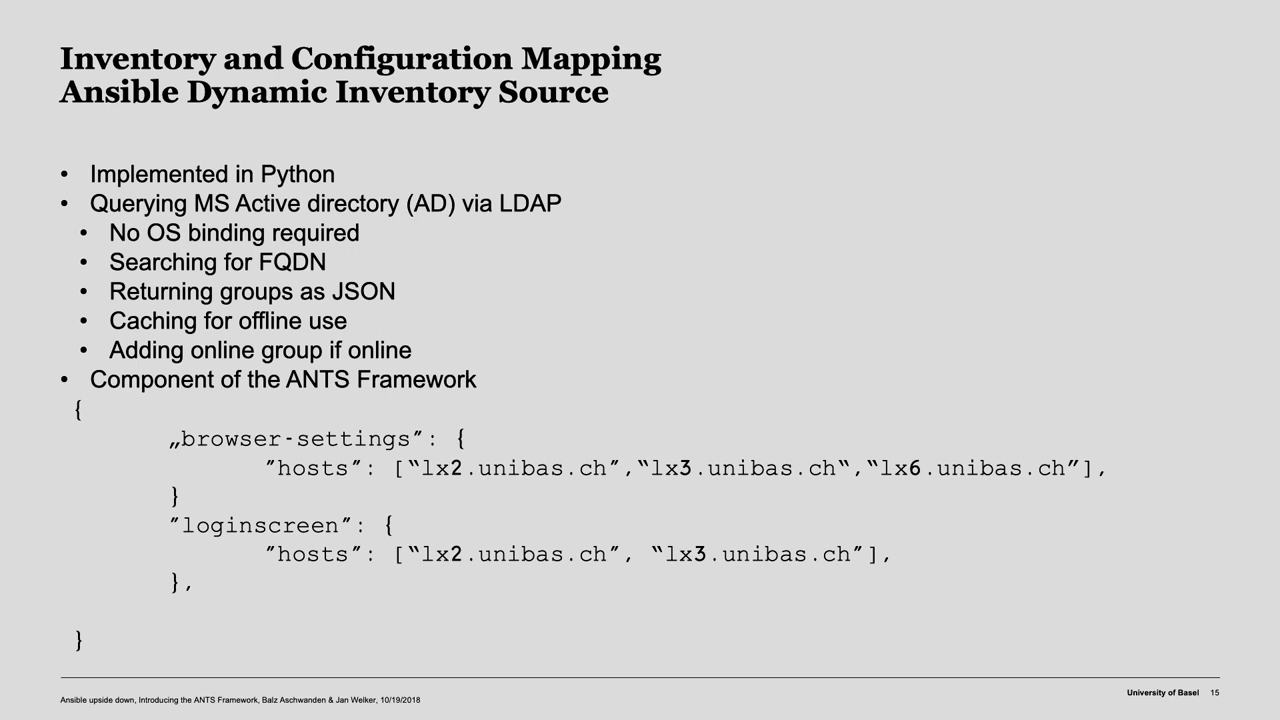 Inventory and Configuration Mapping
Ansible Dynamic Inventory Source
• Implemented in Python
• Querying MS Active directory (AD) via LDAP
• No OS binding required
• Searching for FQDN
• Returning groups as JSON
• Caching for offline use
• Adding online group if online
• Component of the ANTS Framework
{
„browser-settings”: {
”hosts”: [“lx2.unibas.ch”,“lx3.unibas.ch“,“lx6.unibas.ch”],
}
”loginscreen”: {
”hosts”: [“lx2.unibas.ch”, “lx3.unibas.ch”],
},
}
Ansible upside down, Introducing the ANTS Framework, Balz Aschwanden & Jan Welker, 10/19/2018
University of Basel 15